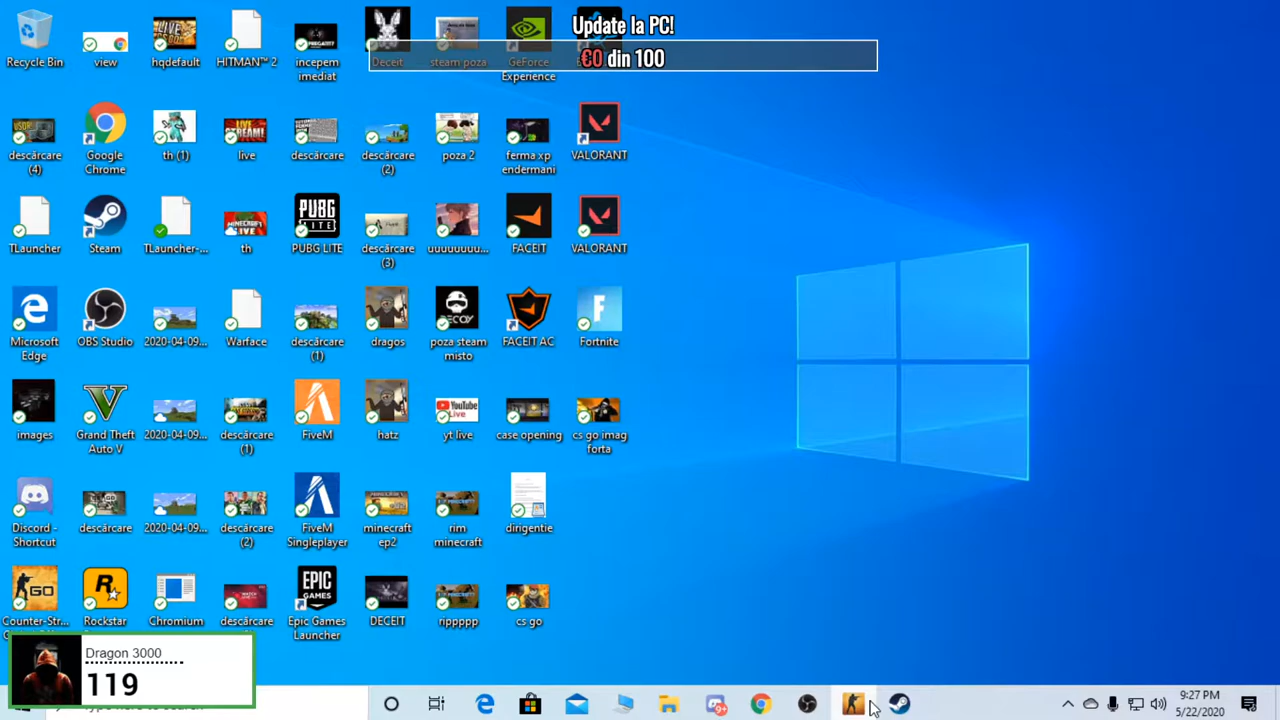 Update la PC!
€0 din 100
Recycle Bin
view
hqdefault
HITMAN™ 2
incepem
imediat
Deceit
steam poza
GeForce
Experience
descărcare
(4)
Google
Chrome
th (1)
live
descărcare
descărcare
(2)
poza 2
ferma xp
endermani
VALORANT
TLauncher
Steam
TLauncher-...
th
PUBG LITE
descărcare
(3)
uuuuuuuu...
FACEIT
VALORANT
Microsoft
Edge
OBS Studio
2020-04-09...
Warface
descărcare
(1)
dragos
poza steam
misto
FACEIT AC
Fortnite
images
Grand Theft
Auto V
2020-04-09...
descărcare
(1)
FiveM
hatz
yt live
case opening
cs go imag
forta
Discord -
Shortcut
descărcare
2020-04-09...
descărcare
(2)
FiveM
Singleplayer
minecraft
ep2
rim
minecraft
dirigentie
Counter-Str...
Rockstar
Chromium
descărcare
Epic Games
Launcher
DECEIT
rippppp
cs go
Dragon 3000
119
9:27 PM
5/22/2020